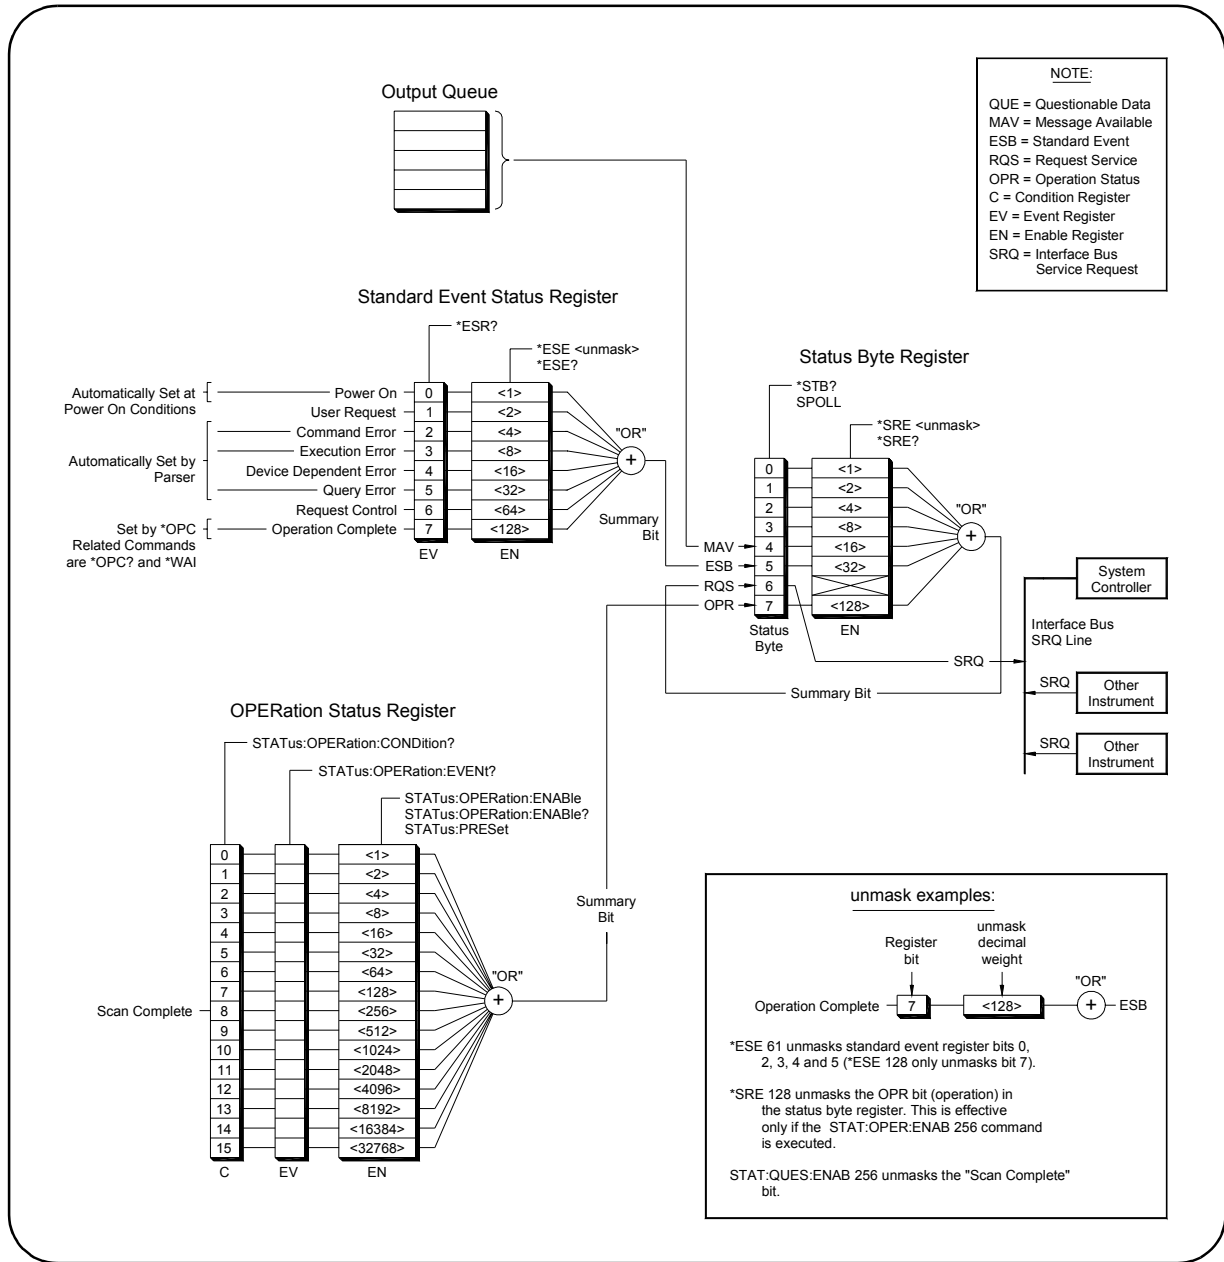 Output Queue
NOTE:
QUE = Questionable Data
MAV = Message Available
ESB = Standard Event
RQS = Request Service
OPR = Operation Status
C = Condition Register
EV = Event Register
EN = Enable Register
SRQ = Interface Bus
Service Request
Standard Event Status Register
*ESR?
*ESE <unmask>
*ESE?
Automatically Set at
Power On Conditions
Automatically Set by
Parser
Set by *OPC
Related Commands
are *OPC? and *WAI
Power On 0 <1>
User Request 1 <2>
Command Error 2 <4>
Execution Error 3 <8>
Device Dependent Error 4 <16>
Query Error 5 <32>
Request Control 6 <64>
Operation Complete 7 <128>
EV EN
"OR"
+
Summary
Bit
Status Byte Register
*STB?
SPOLL
*SRE <unmask>
*SRE?
0 <1>
1 <2>
2 <4>
3 <8>
MAV 4 <16>
ESB 5 <32>
RQS 6
OPR 7 <128>
Status
Byte
EN
"OR"
+
Summary Bit
SRQ
System
Controller
Interface Bus
SRQ Line
SRQ
Other
Instrument
SRQ
Other
Instrument
OPERation Status Register
STATus:OPERation:CONDition?
STATus:OPERation:EVENt?
STATus:OPERation:ENABle
STATus:OPERation:ENABle?
STATus:PRESet
0 <1>
1 <2>
2 <4>
3 <8>
4 <16>
5 <32>
6 <64>
7 <128>
Scan Complete 8 <256>
9 <512>
10 <1024>
11 <2048>
12 <4096>
13 <8192>
14 <16384>
15 <32768>
C EV EN
"OR"
+
Summary
Bit
unmask examples:
Register
bit
unmask
decimal
weight
"OR"
Operation Complete 7 <128> + ESB
*ESE 61 unmasks standard event register bits 0,
2, 3, 4 and 5 (*ESE 128 only unmasks bit 7).
*SRE 128 unmasks the OPR bit (operation) in
the status byte register. This is effective
only if the STAT:OPER:ENAB 256 command
is executed.
STAT:QUES:ENAB 256 unmasks the "Scan Complete"
bit.